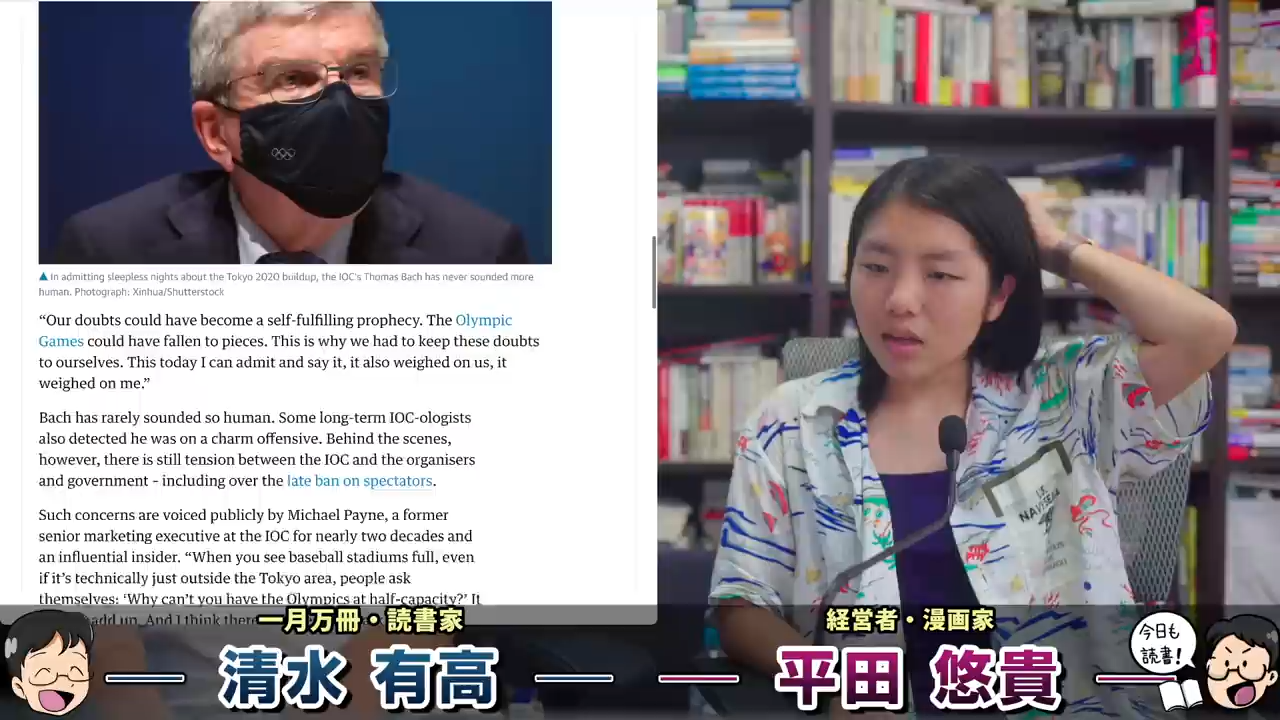 ▲ In admitting sleepless nights about the Tokyo 2020 buildup, the IOC's Thomas Bach has never sounded more
human. Photograph: Xinhua/Shutterstock
“Our doubts could have become a self-fulfilling prophecy. The Olympic
Games could have fallen to pieces. This is why we had to keep these doubts
to ourselves. This today I can admit and say it, it also weighed on us, it
weighed on me.”
Bach has rarely sounded so human. Some long-term IOC-ologists
also detected he was on a charm offensive. Behind the scenes,
however, there is still tension between the IOC and the organisers
and government – including over the late ban on spectators.
Such concerns are voiced publicly by Michael Payne, a former
senior marketing executive at the IOC for nearly two decades and
an influential insider. “When you see baseball stadiums full, even
if it’s technically just outside the Tokyo area, people ask
themselves: ‘Why can’t you have the Olympics at half-capacity?’ It
add up. And I think there
一月万冊・読書家
清水 有高
経営者・漫画家
平田 悠貴
今日も
読書!